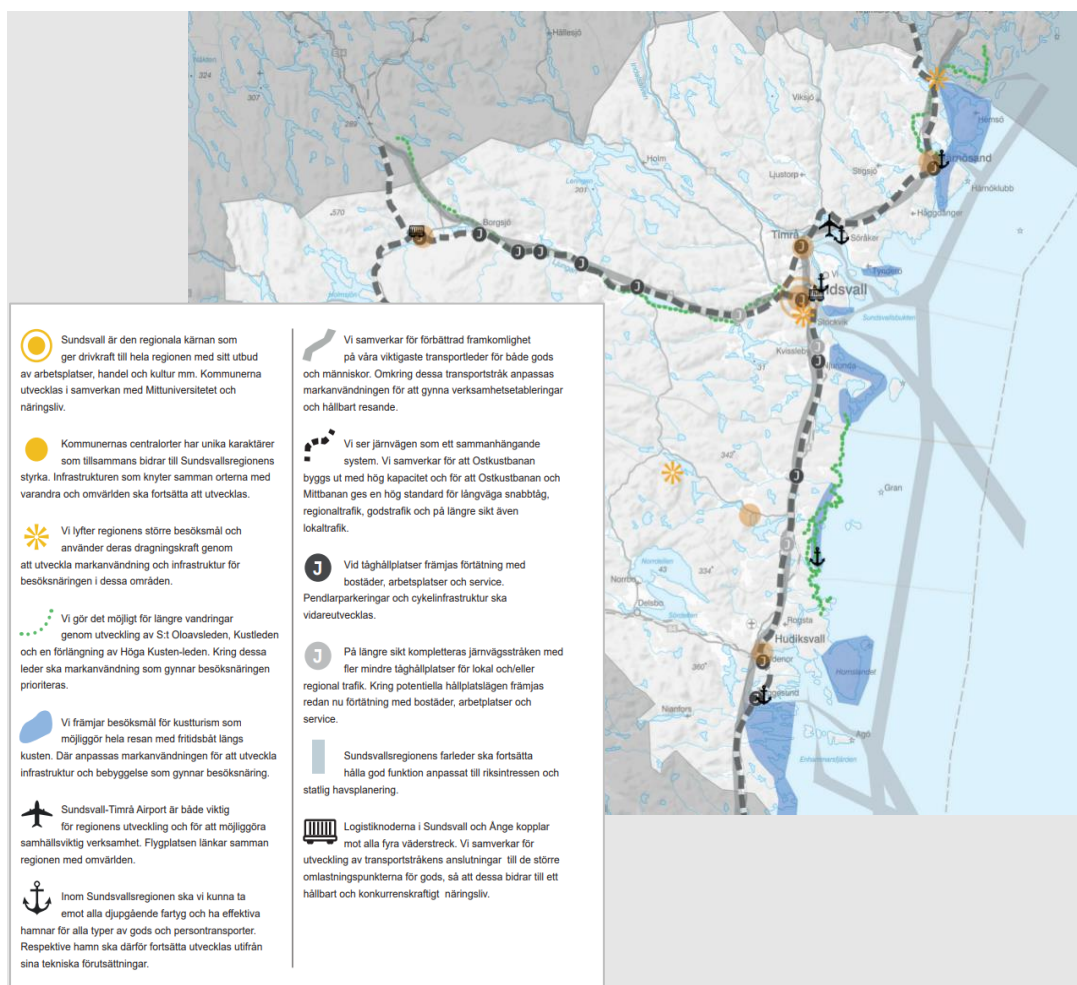 Hällesjö
Näkten
324
307
289
Viksjö
Hemsö
Holm
Ljustorp
Stigsjö
Härnöklubb
Häggdånger
Leringen
301
570
Borgsjö
Timrå
Söråker
Tynderö
Vi
Sundsvallsbukten
Stockvik
Kvissleby
31
Njurunda
343
Gran
Norrbo
43
334
Delsbo
Rogsta
Hudiksvall
360
Hornslandet
Njanfors
Agö
Enhammarsfjärden
Sundsvall är den regionala kärnan som
ger drivkraft till hela regionen med sitt utbud
av arbetsplatser, handel och kultur mm. Kommunerna
utvecklas i samverkan med Mittuniversitetet och
näringsliv.
Kommunernas centralorter har unika karaktärer
som tillsammans bidrar till Sundsvallsregionens
styrka. Infrastrukturen som knyter samman orterna med
varandra och omvärlden ska fortsätta att utvecklas.
Vi lyfter regionens större besöksmål och
använder deras dragningskraft genom
att utveckla markanvändning och infrastruktur för
besöksnäringen i dessa områden.
Vi gör det möjligt för längre vandringar
genom utveckling av S:t Oloavsleden, Kustleden
och en förlängning av Höga Kusten-leden. Kring dessa
leder ska markanvändning som gynnar besöksnäringen
prioriteras.
Vi främjar besöksmål för kustturism som
möjliggör hela resan med fritidsbåt längs
kusten. Där anpassas markanvändningen för att utveckla
infrastruktur och bebyggelse som gynnar besöksnäring.
Sundsvall-Timrå Airport är både viktig
för regionens utveckling och för att möjliggöra
samhällsviktig verksamhet. Flygplatsen länkar samman
regionen med omvärlden.
Inom Sundsvallsregionen ska vi kunna ta
emot alla djupgående fartyg och ha effektiva
hamnar för alla typer av gods och persontransporter.
Respektive hamn ska därför fortsätta utvecklas utifrån
sina tekniska förutsättningar.
Vi samverkar för förbättrad framkomlighet
på våra viktigaste transportleder för både gods
och människor. Omkring dessa transportstråk anpassas
markanvändningen för att gynna verksamhetsetableringar
och hållbart resande.
Vi ser järnvägen som ett sammanhängande
system. Vi samverkar för att Ostkustbanan
byggs ut med hög kapacitet och för att Ostkustbanan och
Mittbanan ges en hög standard för långväga snabbtåg,
regionaltrafik, godstrafik och på längre sikt även
lokaltrafik.
J
Vid tåghållplatser främjas förtätning med
bostäder, arbetsplatser och service.
Pendlarparkeringar och cykelinfrastruktur ska
vidareutvecklas.
J
På längre sikt kompletteras järnvägsstråken med
fler mindre tåghållplatser för lokal och/eller
regional trafik. Kring potentiella hållplatslägen främjas
redan nu förtätning med bostäder, arbetplatser och
service.
Sundsvallsregionens farleder ska fortsätta
hålla god funktion anpassat till riksintressen och
statlig havsplanering.
Logistiknoderna i Sundsvall och Ånge kopplar
mot alla fyra väderstreck. Vi samverkar för
utveckling av transportstråkens anslutningar till de större
omlastningspunkterna för gods, så att dessa bidrar till ett
hållbart och konkurrenskraftigt näringsliv.